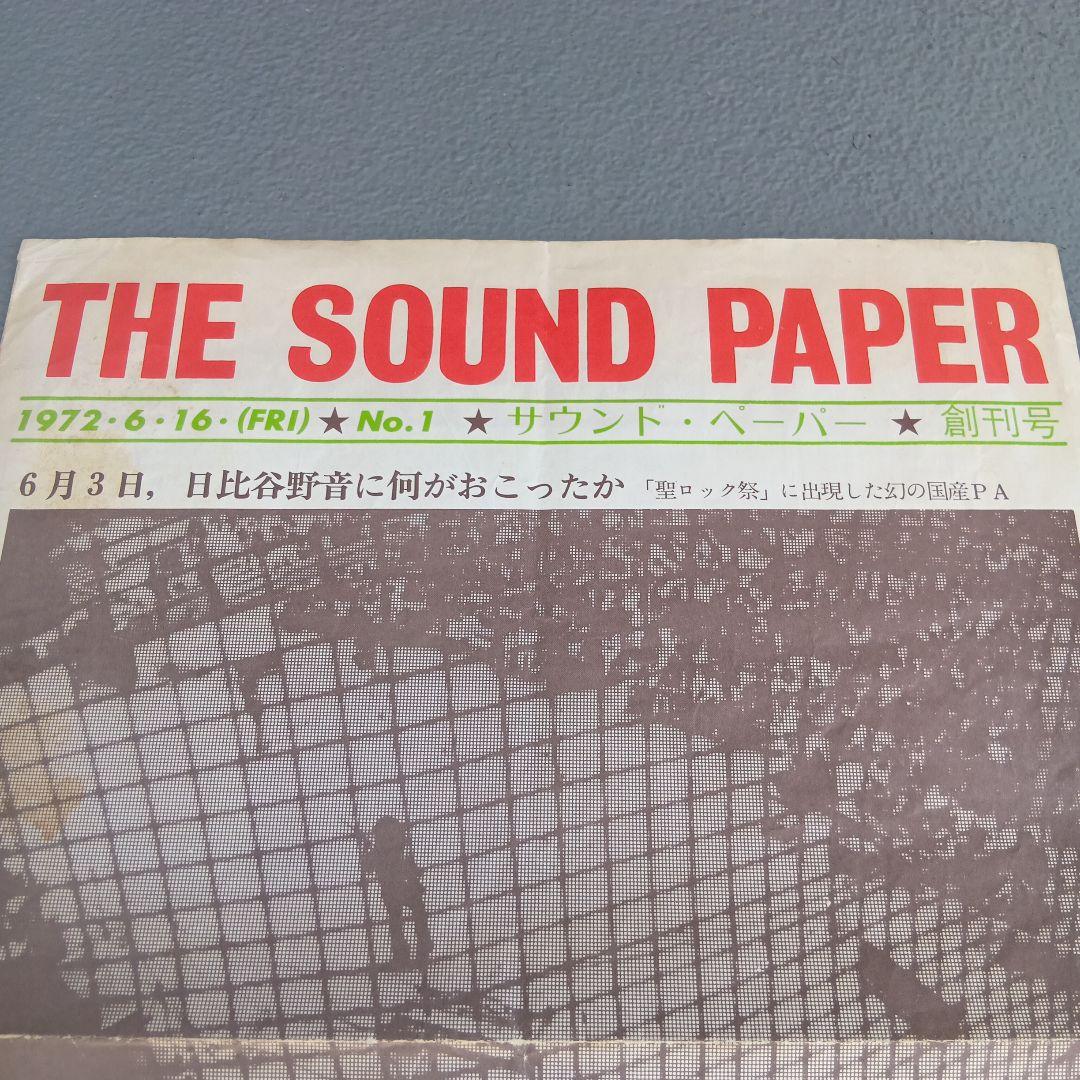 THE SOUND PAPER
1972・6・16・(FRI)★No.1 ★ サウンド・ペーパー ★ 創刊号
6月3日，日比谷野音に何がおこったか 「聖ロック祭」に出現した幻の国産PA